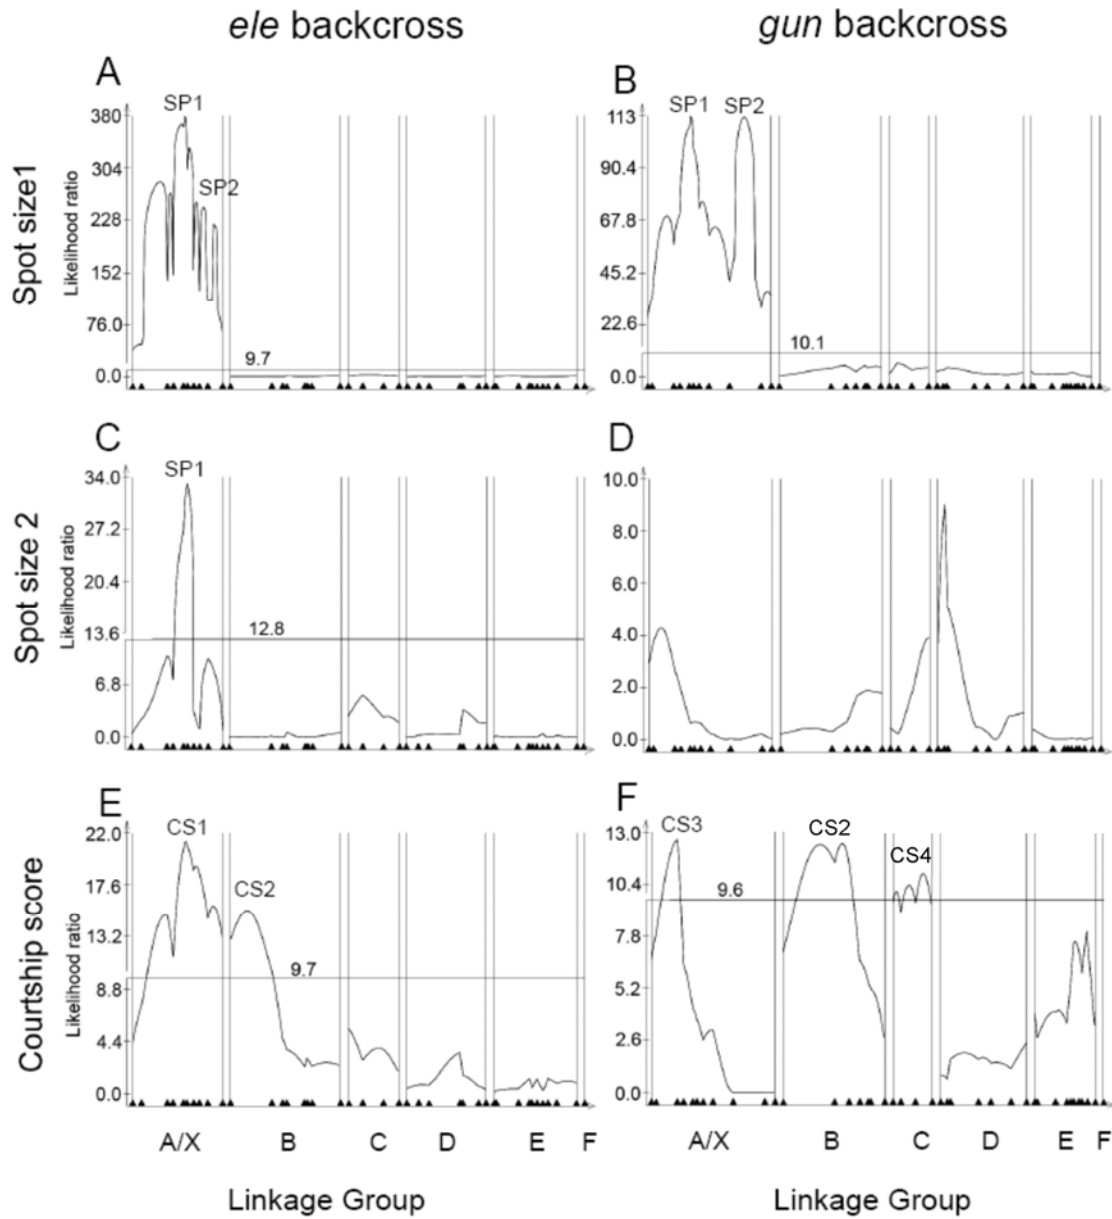 ele backcross
gun backcross
A
B
Spot size1
Likelihood ratio
380
304
228
152
76.0
0.0
SP1
SP2
9.7
113
90.4
67.8
45.2
22.6
0.0
SP1
SP2
10.1
C
D
Spot size 2
Likelihood ratio
34.0
27.2
20.4
13.6
6.8
0.0
SP1
12.8
10.0
8.0
6.0
4.0
2.0
0.0
E
F
Courtship score
Likelihood ratio
22.0
17.6
13.2
8.8
4.4
0.0
CS1
CS2
9.7
13.0
10.4
7.8
5.2
2.6
0.0
CS3
CS2
CS4
9.6
A/X B C D E F
A/X B C D E F
Linkage Group
Linkage Group